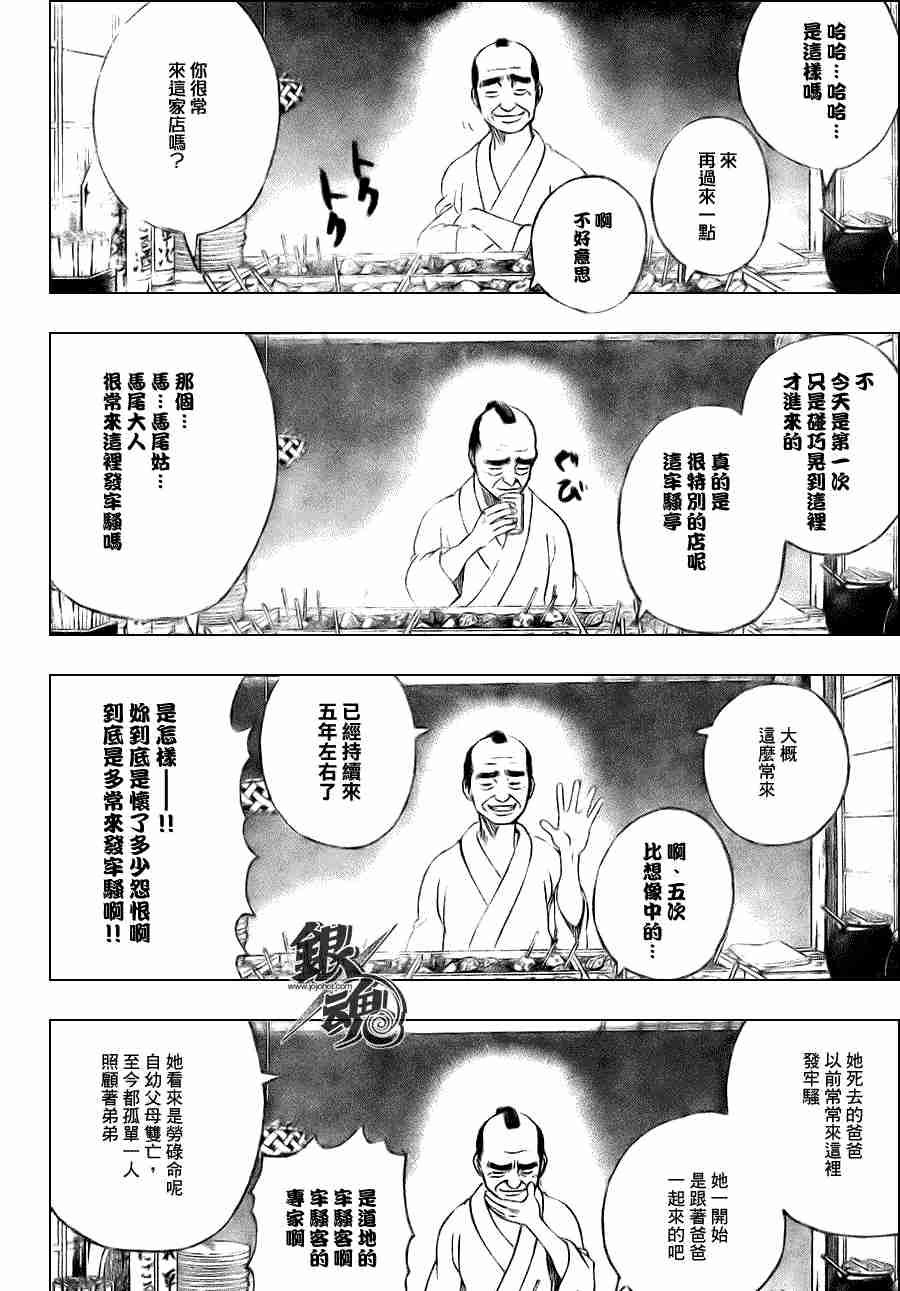 哈哈…哈哈…
是這樣嗎
來
再過來一點
啊
不好意思
トク
トク
你很常
來這家店嗎?
不
今天是第一次
只是碰巧晃到這裡
才進來的
真的是
很特別的店呢
這牢騷亭
ぐび
那個…
馬…馬尾姑…
馬尾大人
很常來這裡發牢騷嗎
大概
這麼常來
啊、五次
比想像中的…
已經持續來
五年左右了
是怎樣──!!
妳到底是懷了多少怨恨啊
到底是多常來發牢騷啊!!
銀魂
www.jojohot.com
她死去的爸爸
以前常常來這裡
發牢騷
她一開始
是跟著爸爸
一起來的吧
是道地的
牢騷客啊
牢騷客的
專家啊
她看來是勞碌命呢
自幼父母雙亡，
至今都孤單一人
照顧著弟弟